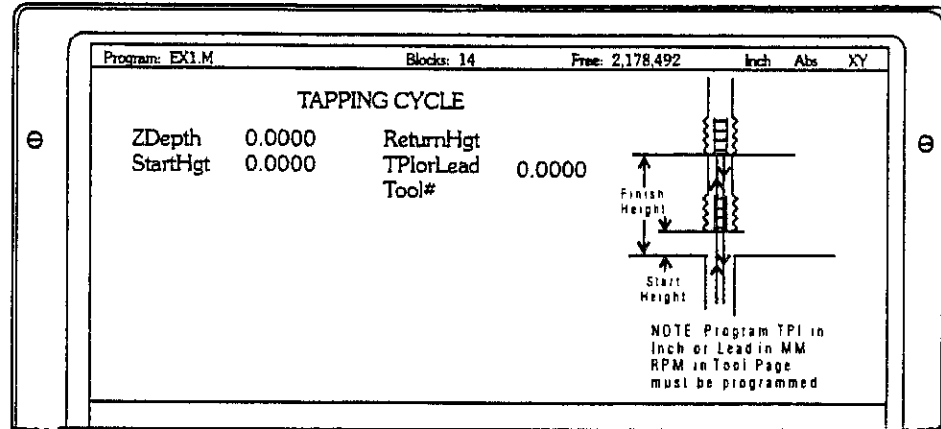 Program: EX1.M Blocks: 14 Free: 2,178,492 Inch Abs XY
TAPPING CYCLE
ZDepth 0.0000 ReturnHgt
StartHgt 0.0000 TPIorLead 0.0000
Tool#
Finish
Height
Start
Height
NOTE Program TPI in
Inch or Lead in MM
RPM in Tool Page
must be programmed